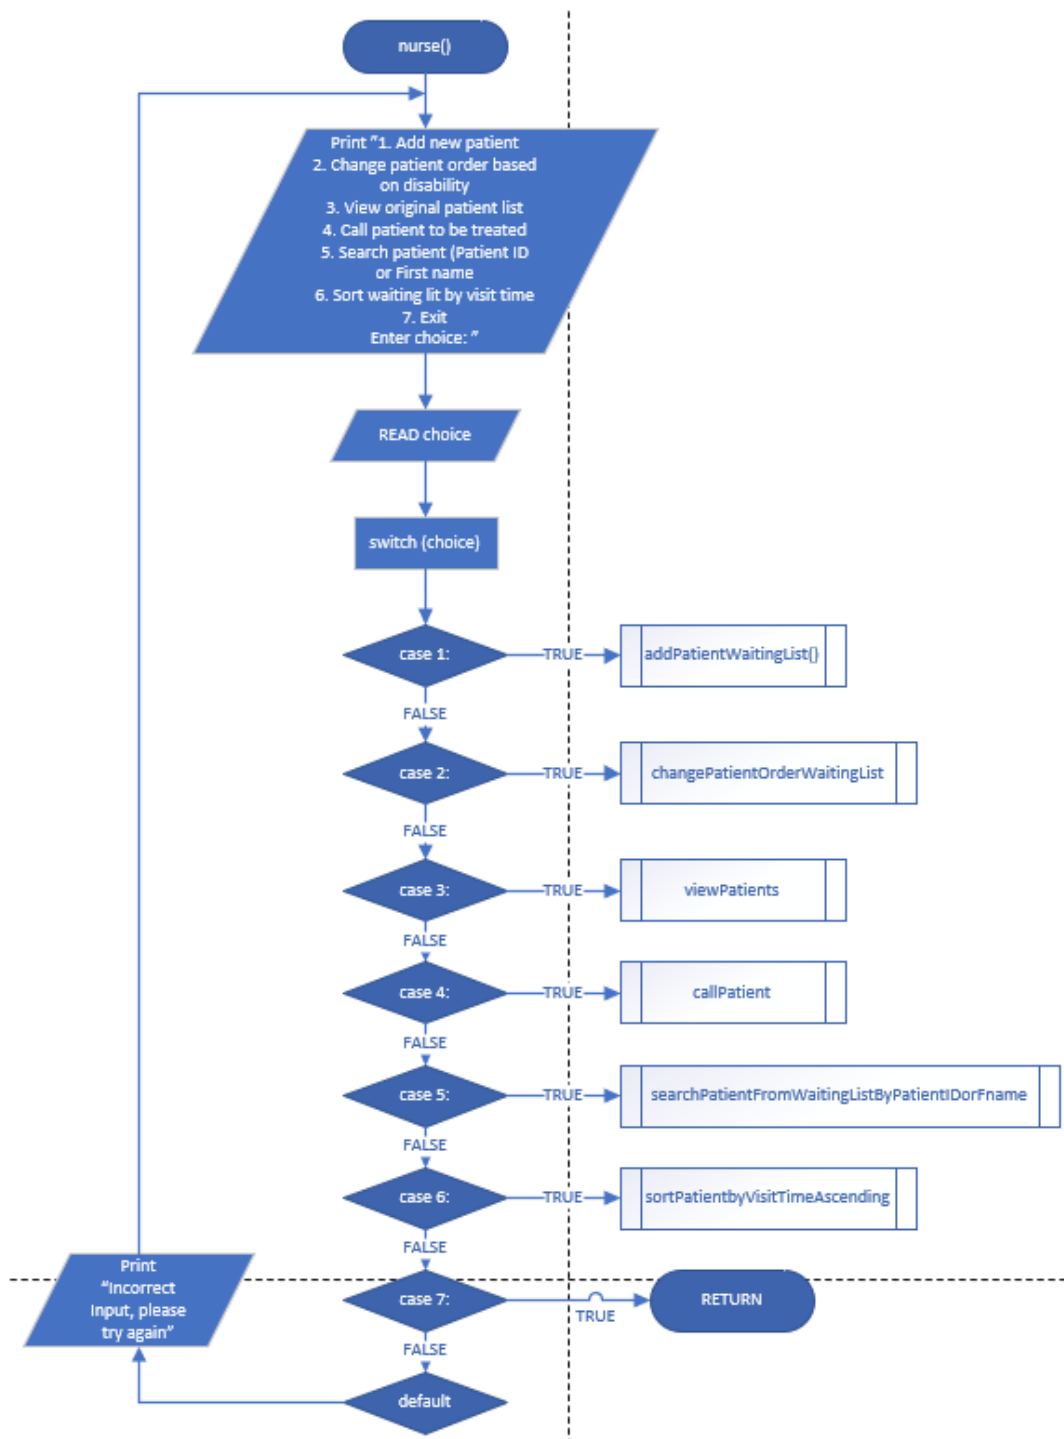 nurse()
Print "1. Add new patient
2. Change patient order based
on disability
3. View original patient list
4. Call patient to be treated
5. Search patient (Patient ID
or First name
6. Sort waiting lit by visit time
7. Exit
Enter choice: "
READ choice
switch (choice)
case 1:
TRUE
addPatientWaitingList()
FALSE
case 2:
TRUE
changePatientOrderWaitingList
FALSE
case 3:
TRUE
viewPatients
FALSE
case 4:
TRUE
callPatient
FALSE
case 5:
TRUE
searchPatientFromWaitingListByPatientIDorFname
FALSE
case 6:
TRUE
sortPatientbyVisitTimeAscending
FALSE
case 7:
TRUE
RETURN
FALSE
default
Print
"Incorrect
Input, please
try again"